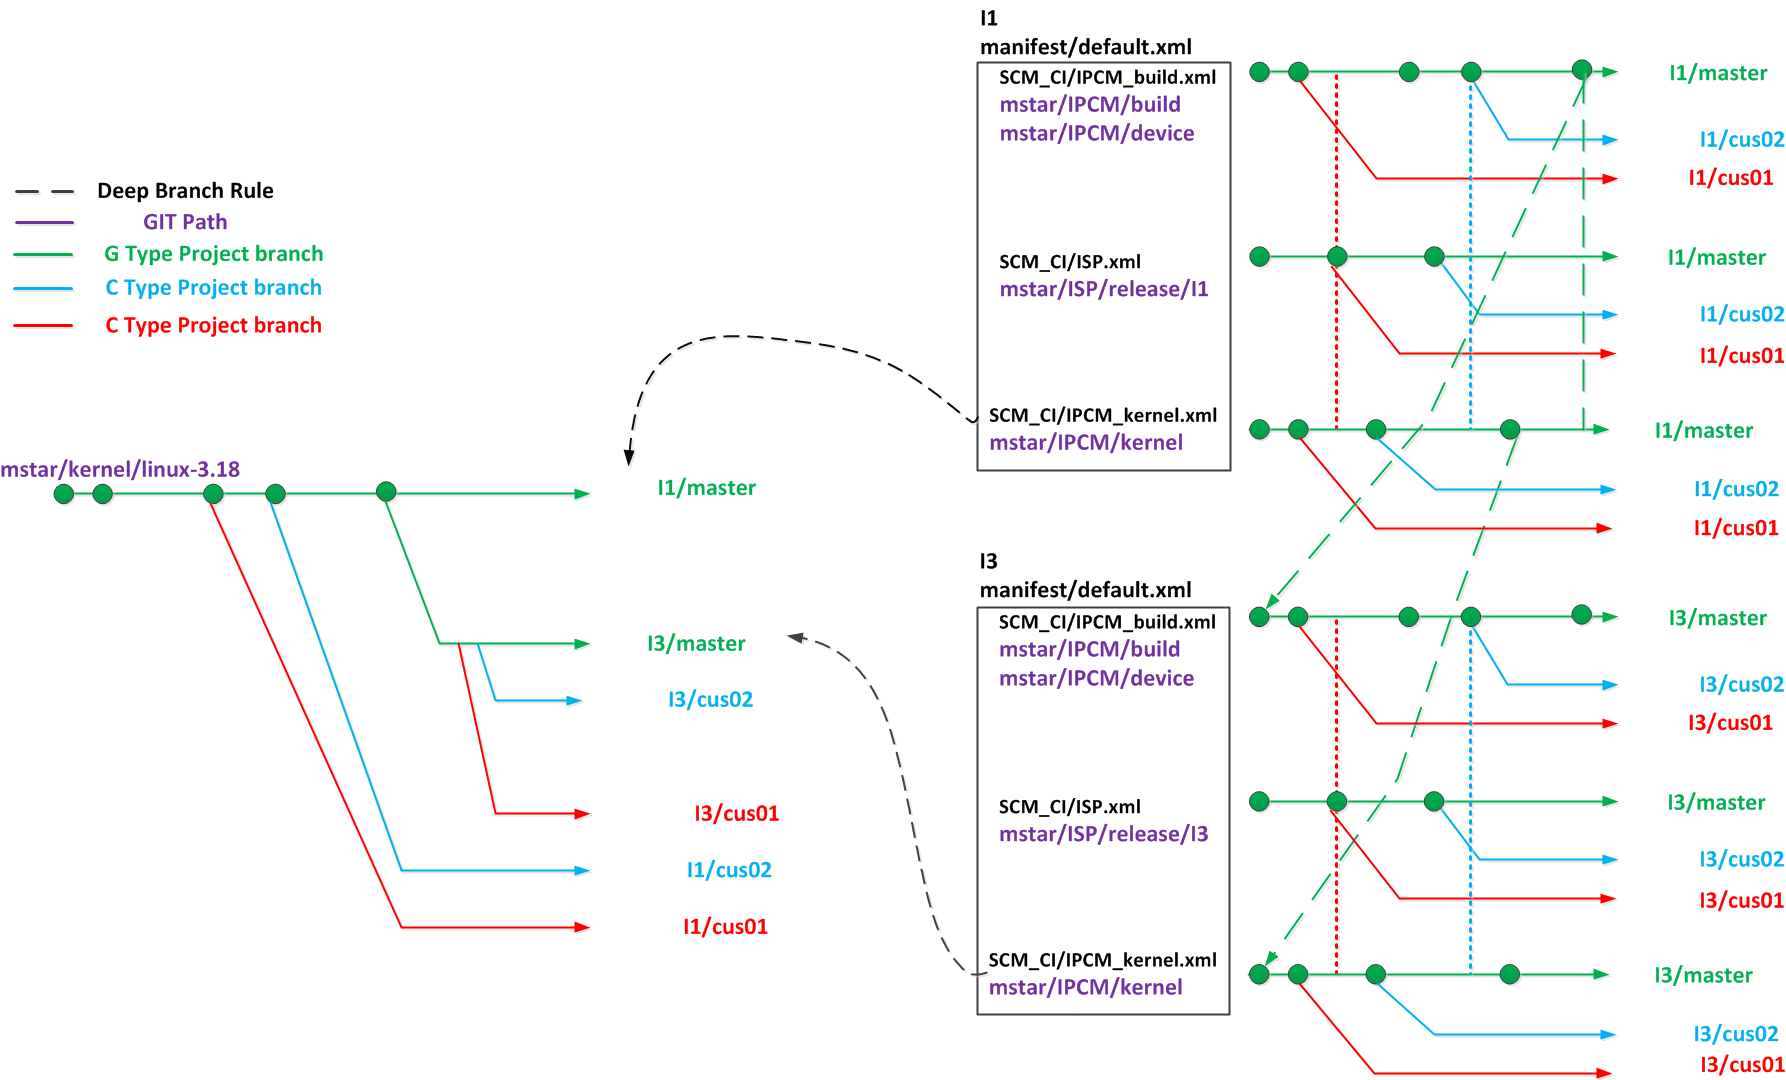 Deep Branch Rule
GIT Path
G Type Project branch
C Type Project branch
C Type Project branch
mstar/kernel/linux-3.18
I1/master
I3/master
I3/cus02
I3/cus01
I1/cus02
I1/cus01
I1
manifest/default.xml
SCM_CI/IPCM_build.xml
mstar/IPCM/build
mstar/IPCM/device
SCM_CI/ISP.xml
mstar/ISP/release/I1
SCM_CI/IPCM_kernel.xml
mstar/IPCM/kernel
I1/master
I1/cus02
I1/cus01
I1/master
I1/cus02
I1/cus01
I1/master
I1/cus02
I1/cus01
I3
manifest/default.xml
SCM_CI/IPCM_build.xml
mstar/IPCM/build
mstar/IPCM/device
SCM_CI/ISP.xml
mstar/ISP/release/I3
SCM_CI/IPCM_kernel.xml
mstar/IPCM/kernel
I3/master
I3/cus02
I3/cus01
I3/master
I3/cus02
I3/cus01
I3/master
I3/cus02
I3/cus01